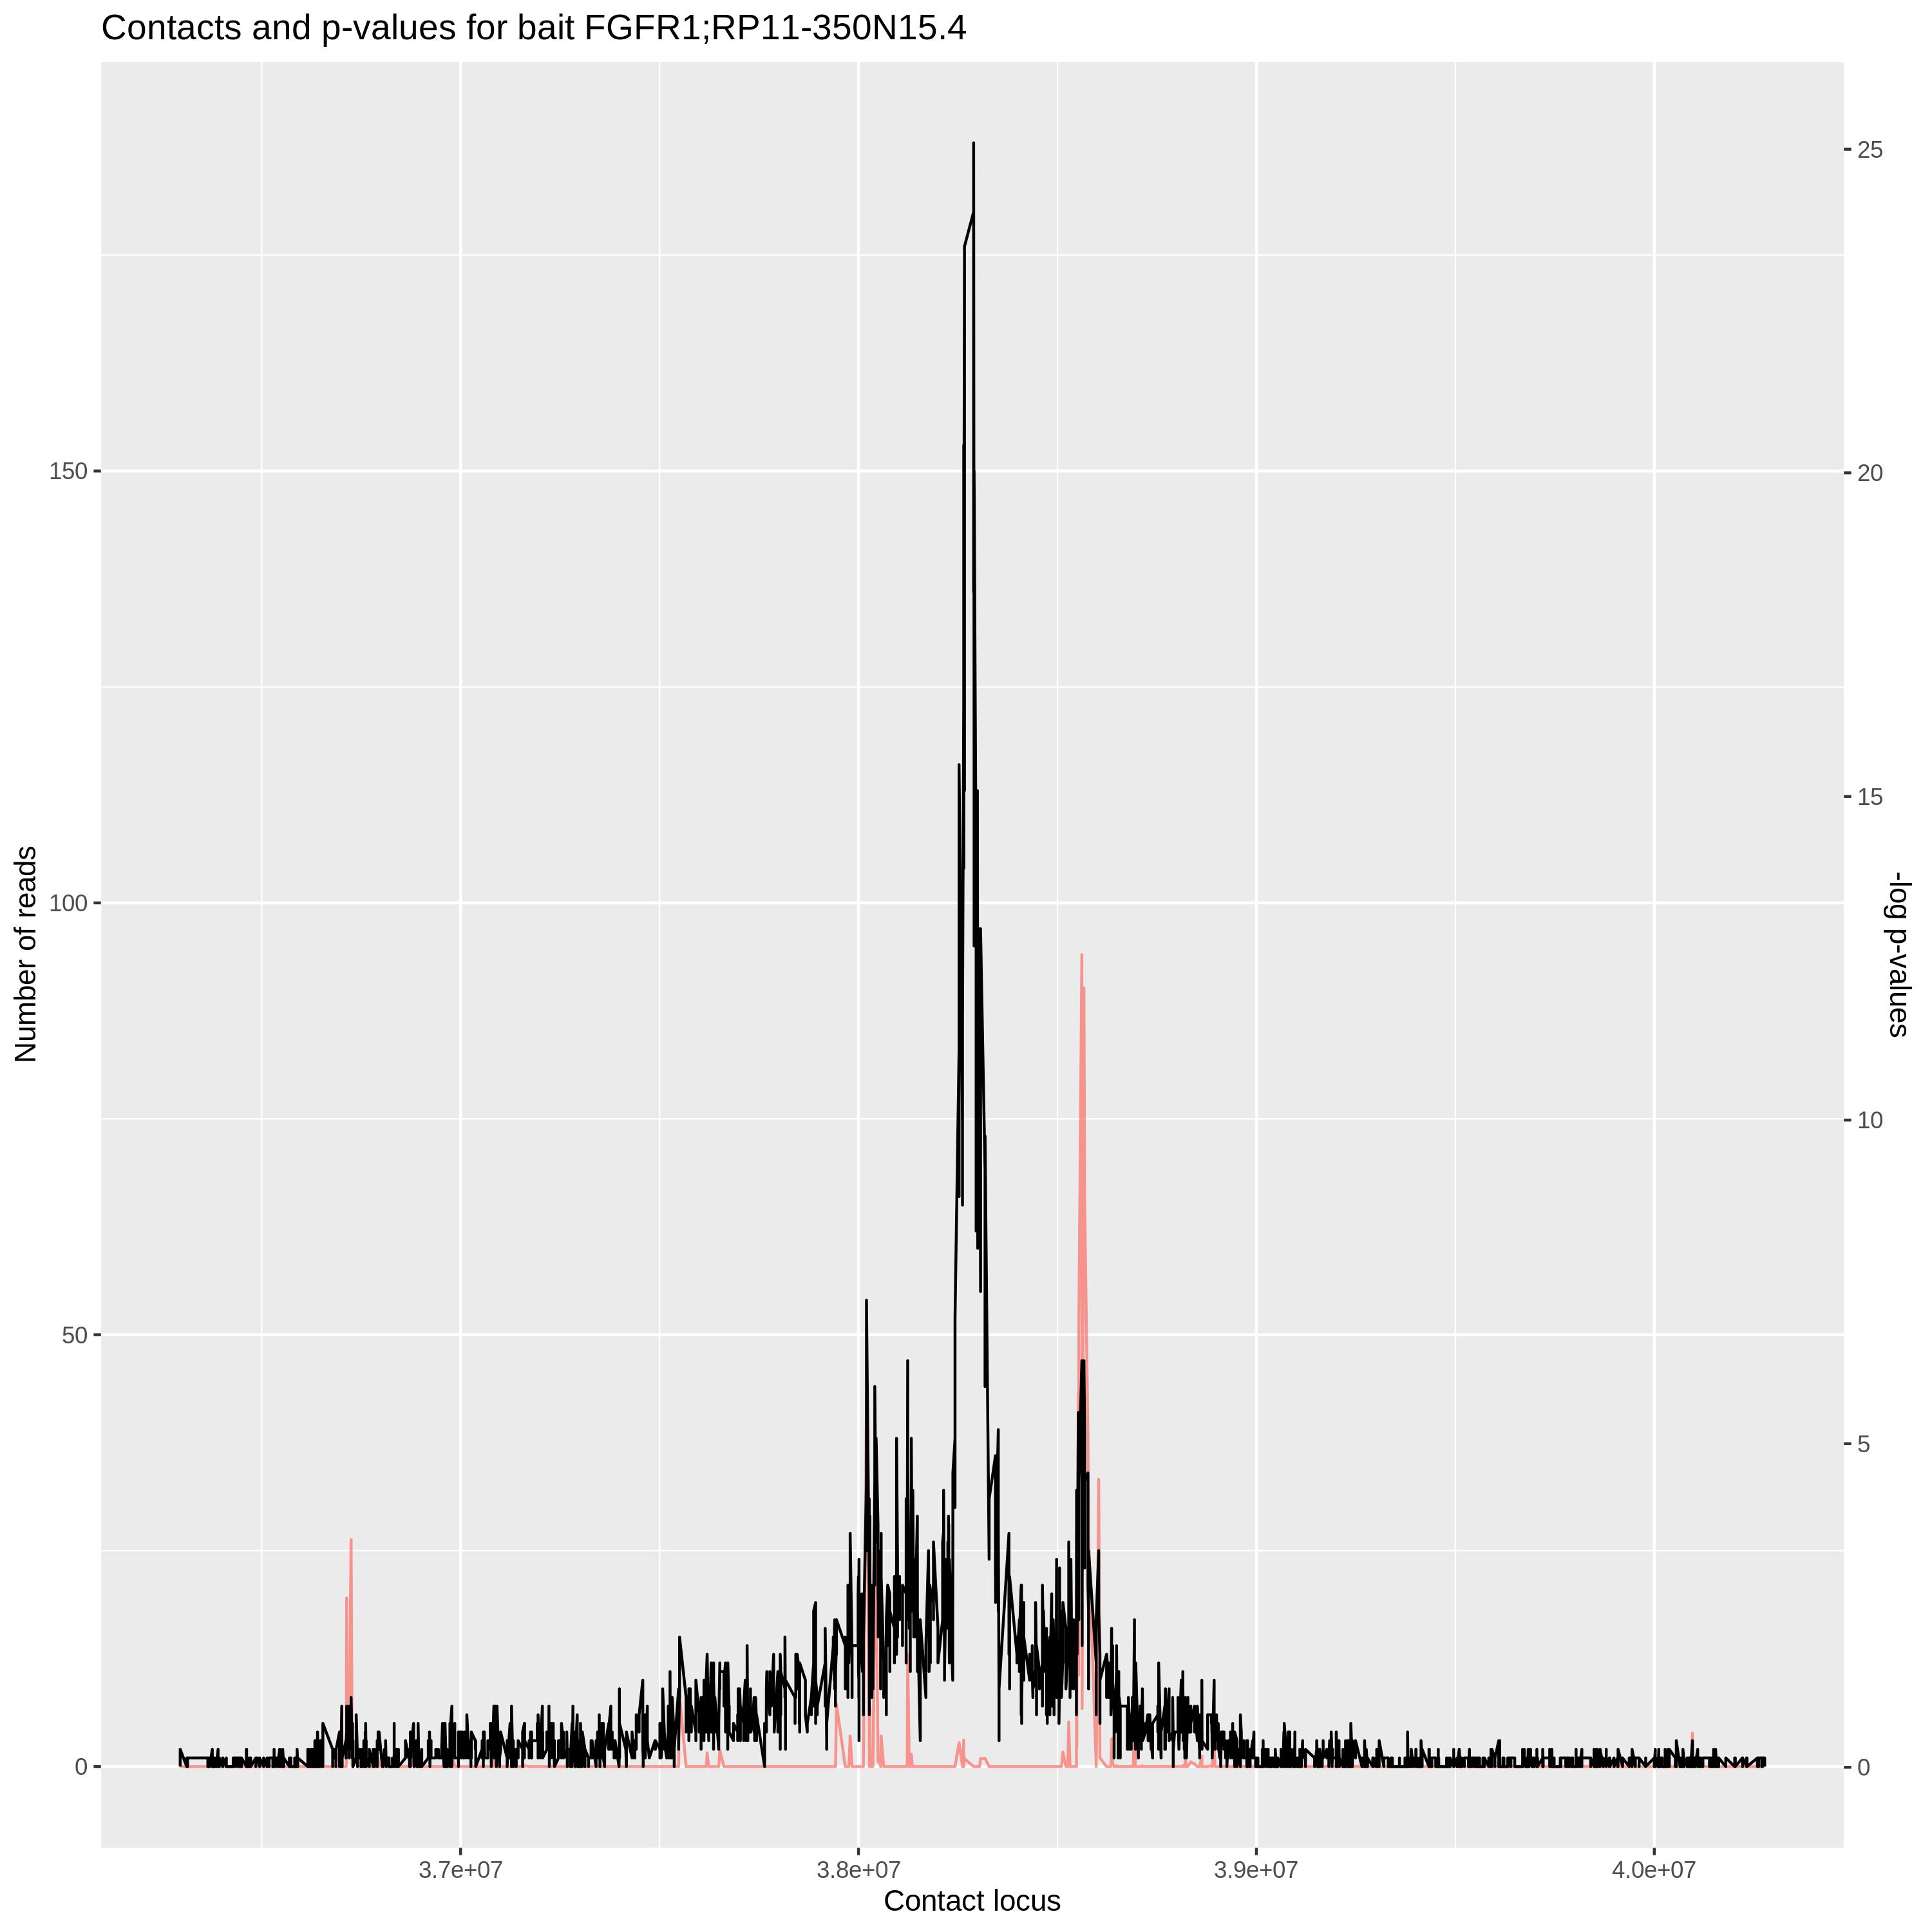 Contacts and p-values for bait FGFR1;RP11-350N15.4
Number of reads
150
100
50
0
25
20
15
10
5
0
-log p-values
3.7e+07
3.8e+07
3.9e+07
4.0e+07
Contact locus